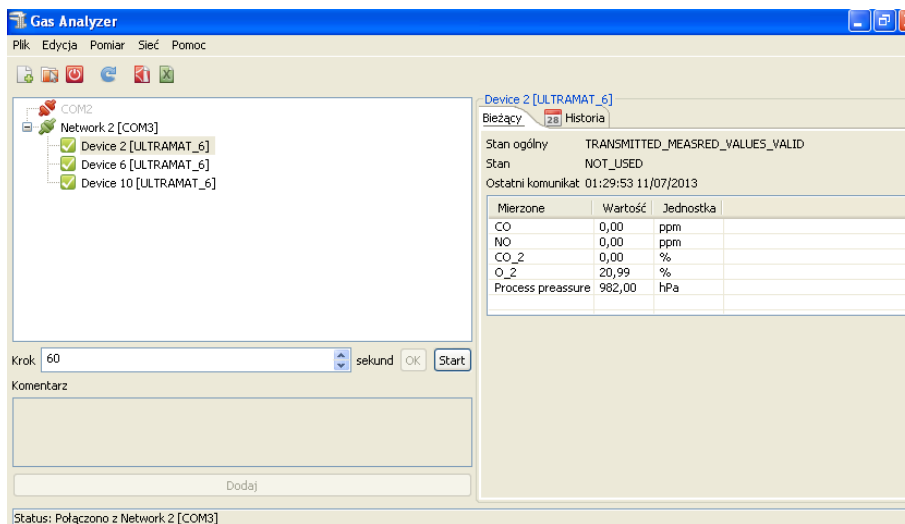 Gas Analyzer
Plik Edycja Pomiar Sieć Pomoc
COM2
Network 2 [COM3]
Device 2 [ULTRAMAT_6]
Device 6 [ULTRAMAT_6]
Device 10 [ULTRAMAT_6]
Krok 60 sekund OK Start
Komentarz
Dodaj
Device 2 [ULTRAMAT_6]
Bieżący 28 Historia
Stan ogólny TRANSMITTED_MEASRED_VALUES_VALID
Stan NOT_USED
Ostatni komunikat 01:29:53 11/07/2013
Mierzone Wartość Jednostka
CO 0,00 ppm
NO 0,00 ppm
CO_2 0,00 %
O_2 20,99 %
Process preassure 982,00 hPa
Status: Połączono z Network 2 [COM3]